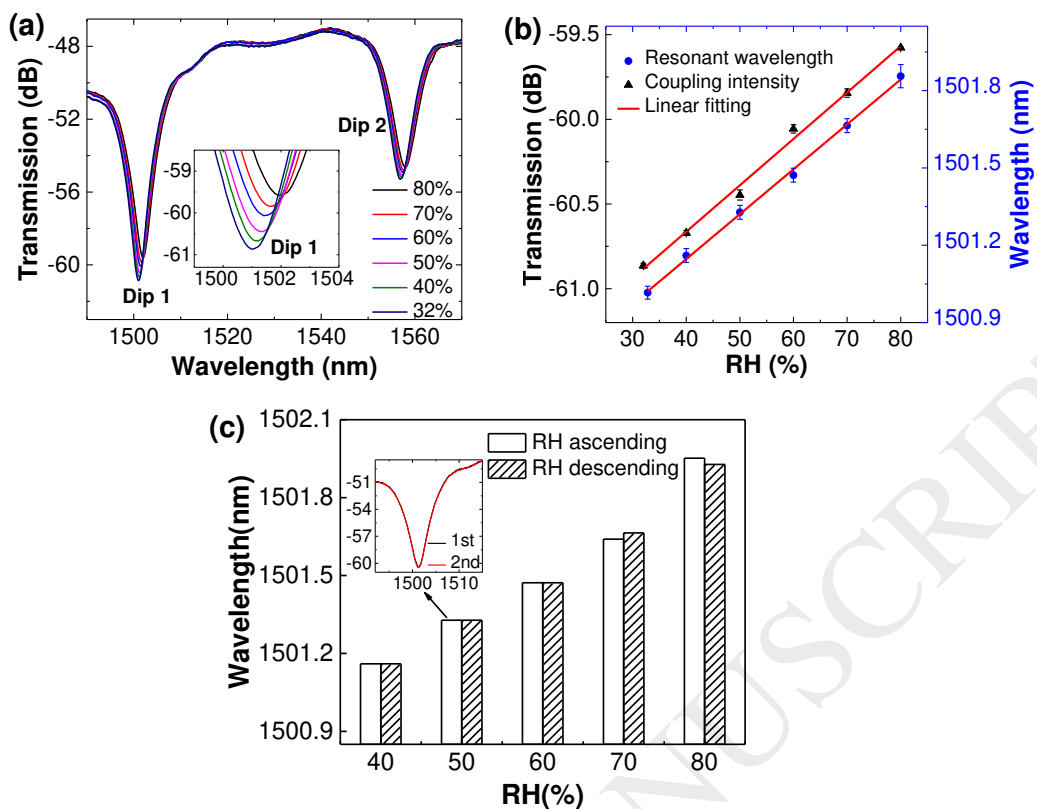 (a)
-48
-52
-56
-60
Transmission (dB)
Dip 2
-59
-60
-61
Dip 1
1500 1502 1504
80%
70%
60%
50%
40%
32%
Dip 1
1500 1520 1540 1560
Wavelength (nm)
(b)
-59.5
-60.0
-60.5
-61.0
Transmission (dB)
Resonant wavelength
Coupling intensity
Linear fitting
1501.8
1501.5
1501.2
1500.9
Wavlength (nm)
30 40 50 60 70 80
RH (%)
(c)
1502.1
1501.8
1501.5
1501.2
1500.9
Wavelength(nm)
RH ascending
RH descending
-51
-54
-57
-60
1st
2nd
1500 1510
40 50 60 70 80
RH(%)
NUSCRIPT